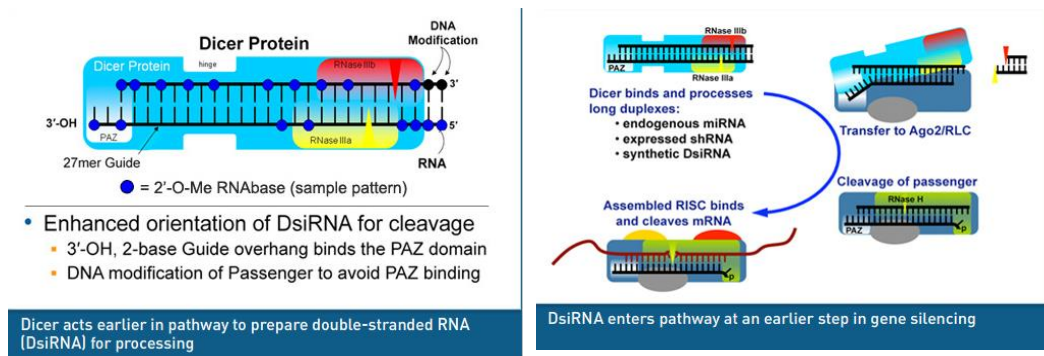 Dicer Protein
DNA
Modification
Dicer Protein
hinge
RNase IIIb
3'
3'-OH
5'
PAZ
RNase IIIa
27mer Guide
RNA
= 2'-O-Me RNAbase (sample pattern)
• Enhanced orientation of DsiRNA for cleavage
▪ 3'-OH, 2-base Guide overhang binds the PAZ domain
▪ DNA modification of Passenger to avoid PAZ binding
Dicer acts earlier in pathway to prepare double-stranded RNA
(DsiRNA) for processing
RNase IIIb
PAZ
RNase IIIa
Dicer binds and processes
long duplexes:
• endogenous miRNA
• expressed shRNA
• synthetic DsiRNA
Transfer to Ago2/RLC
Cleavage of passenger
RNase H
PAZ
p
Assembled RISC binds
and cleaves mRNA
p
DsiRNA enters pathway at an earlier step in gene silencing